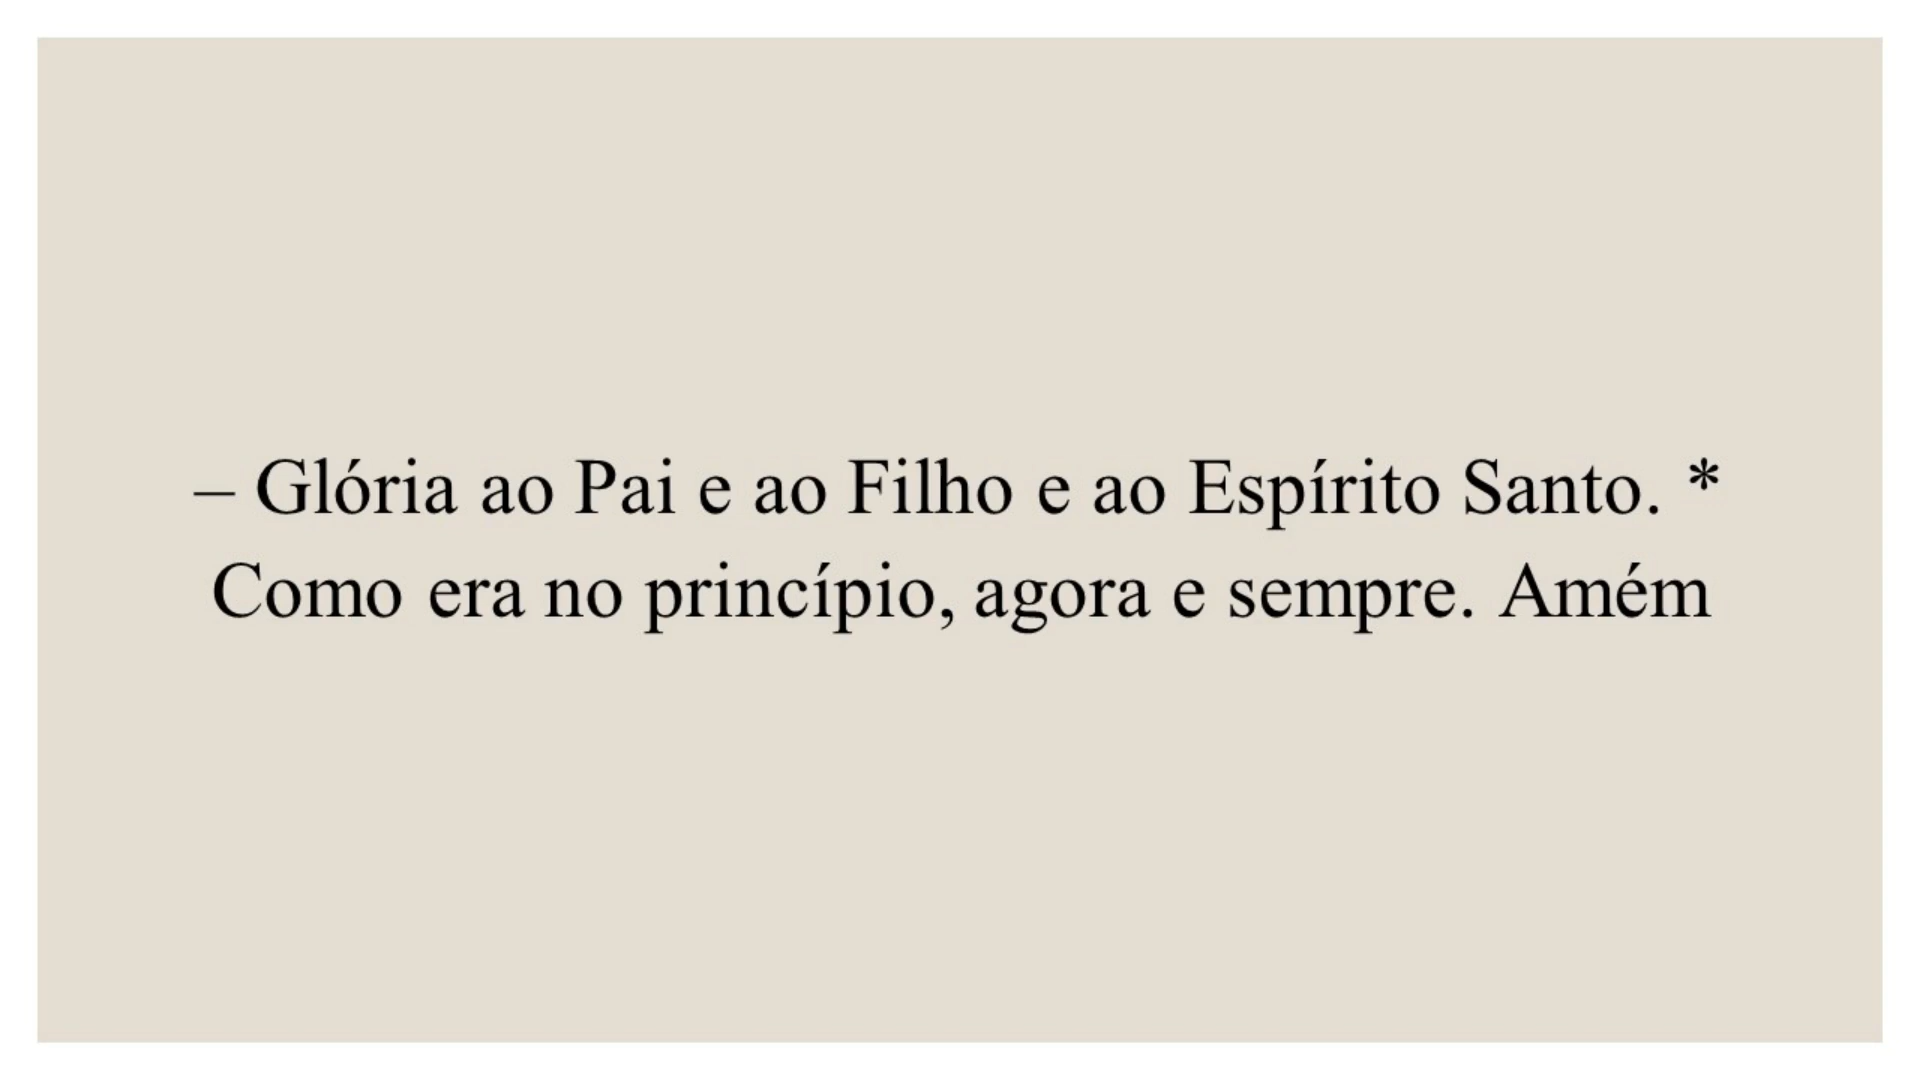 – Glória ao Pai e ao Filho e ao Espírito Santo. *
Como era no princípio, agora e sempre. Amém